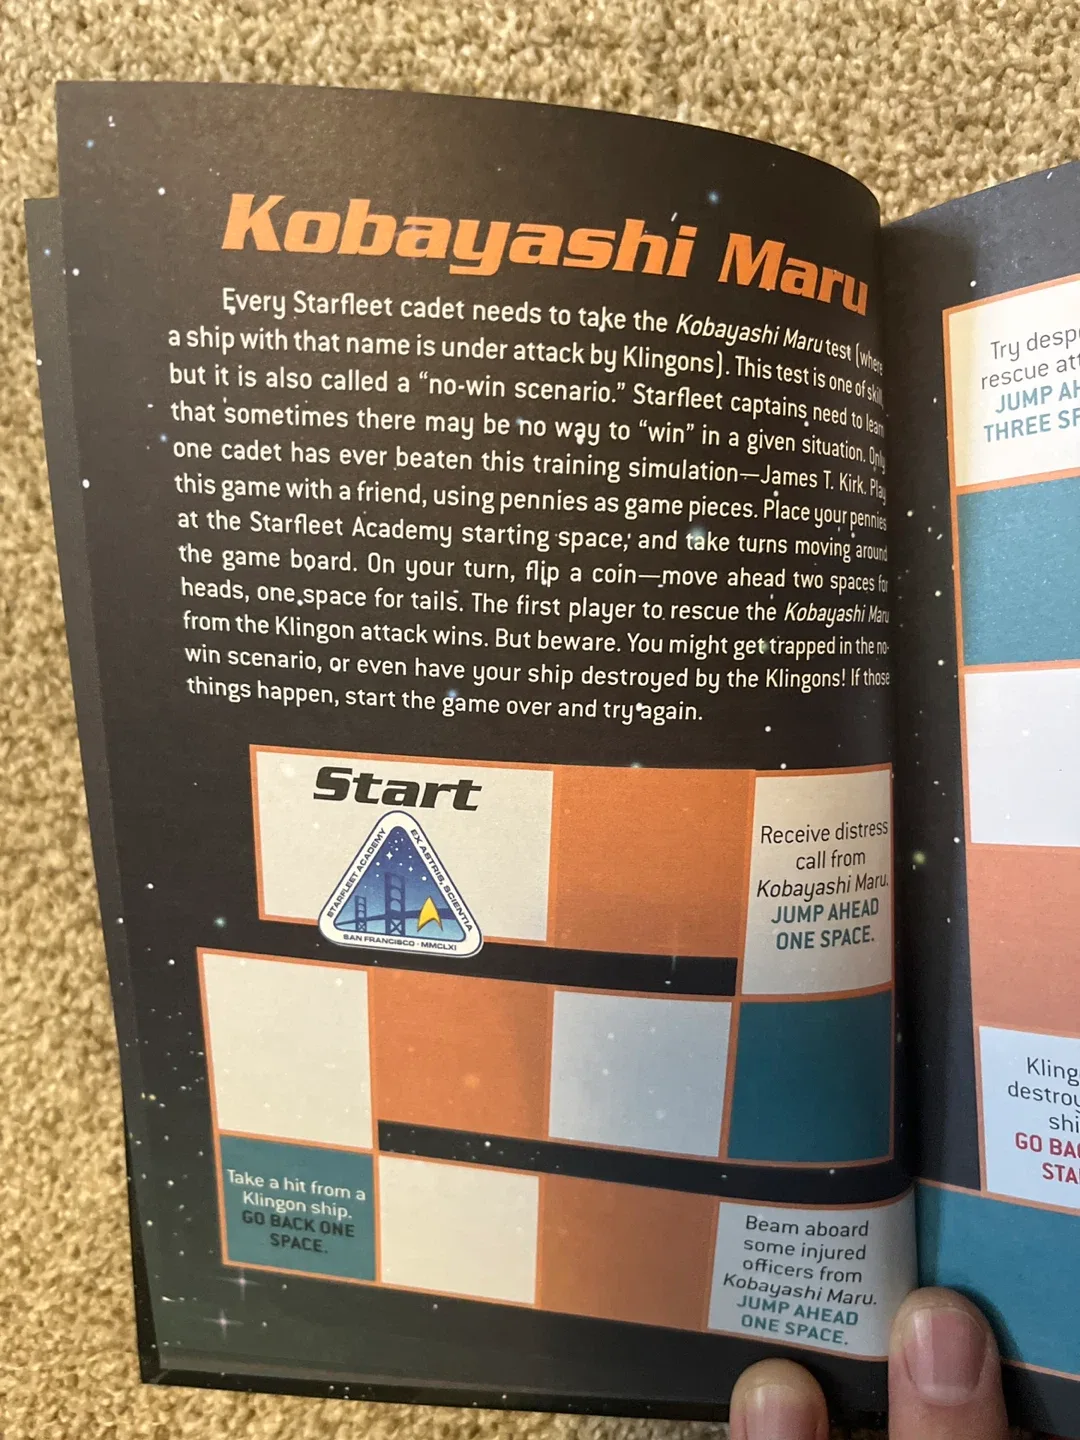 Kobayashi Maru
Every Starfleet cadet needs to take the Kobayashi Maru test (where
a ship with that name is under attack by Klingons). This test is one of skill,
but it is also called a “no-win scenario.” Starfleet captains need to learn
that sometimes there may be no way to “win” in a given situation. Only
one cadet has ever beaten this training simulation—James T. Kirk. Play
this game with a friend, using pennies as game pieces. Place your pennies
at the Starfleet Academy starting space, and take turns moving around
the game board. On your turn, flip a coin—move ahead two spaces for
heads, one space for tails. The first player to rescue the Kobayashi Maru
from the Klingon attack wins. But beware. You might get trapped in the no-
win scenario, or even have your ship destroyed by the Klingons! If those
things happen, start the game over and try again.
Start
STARFLEET ACADEMY
EX ASTRIS, SCIENTIA
SAN FRANCISCO · MMCLXI
Receive distress
call from
Kobayashi Maru.
JUMP AHEAD
ONE SPACE.
Take a hit from a
Klingon ship.
GO BACK ONE
SPACE.
Beam aboard
some injured
officers from
Kobayashi Maru.
JUMP AHEAD
ONE SPACE.
Try
rescue
JUMP
THREE
GO